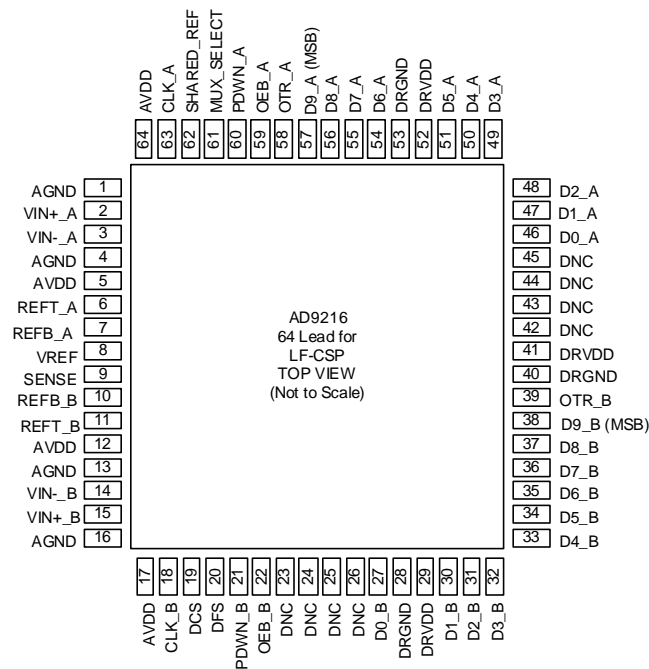 AVDD
CLK_A
SHARED_REF
MUX_SELECT
PDWN_A
OEB_A
OTR_A
D9_A (MSB)
D8_A
D7_A
D6_A
DRGND
DRVDD
D5_A
D4_A
D3_A
64
63
62
61
60
59
58
57
56
55
54
53
52
51
50
49
AGND 1
VIN+_A 2
VIN-_A 3
AGND 4
AVDD 5
REFT_A 6
REFB_A 7
VREF 8
SENSE 9
REFB_B 10
REFT_B 11
AVDD 12
AGND 13
VIN-_B 14
VIN+_B 15
AGND 16
AD9216
64 Lead for
LF-CSP
TOP VIEW
(Not to Scale)
48 D2_A
47 D1_A
46 D0_A
45 DNC
44 DNC
43 DNC
42 DNC
41 DRVDD
40 DRGND
39 OTR_B
38 D9_B (MSB)
37 D8_B
36 D7_B
35 D6_B
34 D5_B
33 D4_B
17
18
19
20
21
22
23
24
25
26
27
28
29
30
31
32
AVDD
CLK_B
DCS
DFS
PDWN_B
OEB_B
DNC
DNC
DNC
DNC
D0_B
DRGND
DRVDD
D1_B
D2_B
D3_B